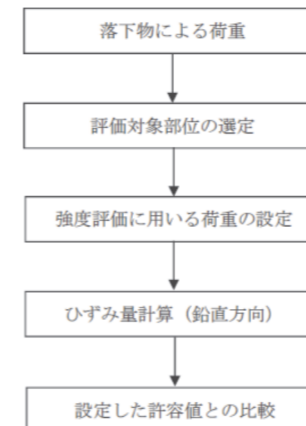 落下物による荷重
評価対象部位の選定
強度評価に用いる荷重の設定
ひずみ量計算（鉛直方向）
設定した許容値との比較